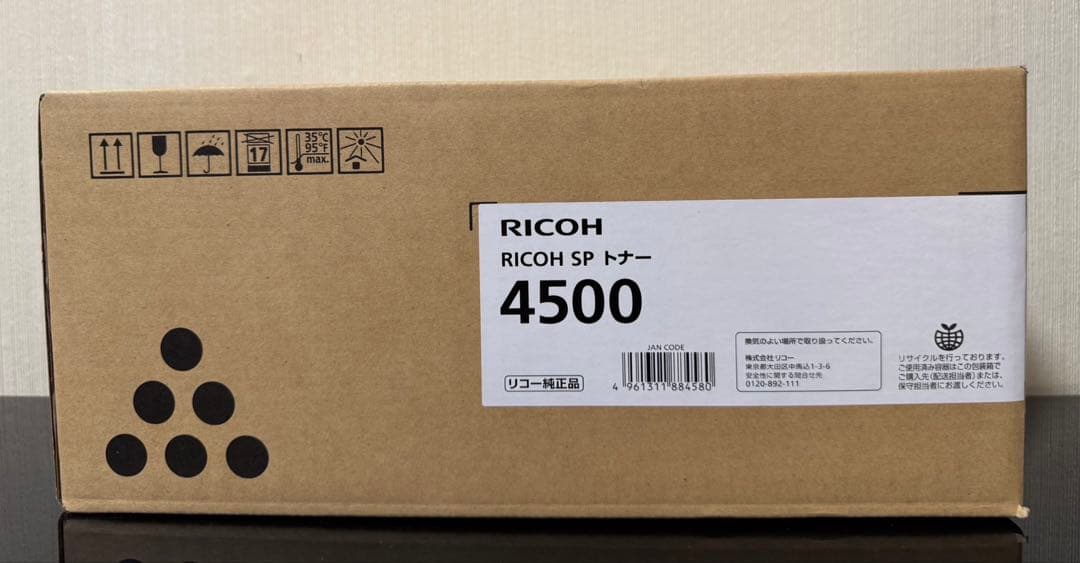 17
35℃
95°F
max.
RICOH
RICOH SP トナー
4500
リコー純正品
JAN CODE
4 961311 884580
換気のよい場所で取り扱ってください。
株式会社リコー
東京都大田区中馬込1-3-6
安全性に関する問合せ先
0120-892-111
リサイクルを行っております。
ご使用済み容器はこの包装箱で
ご購入先(配送担当者)または、
保守担当者にお渡しください。